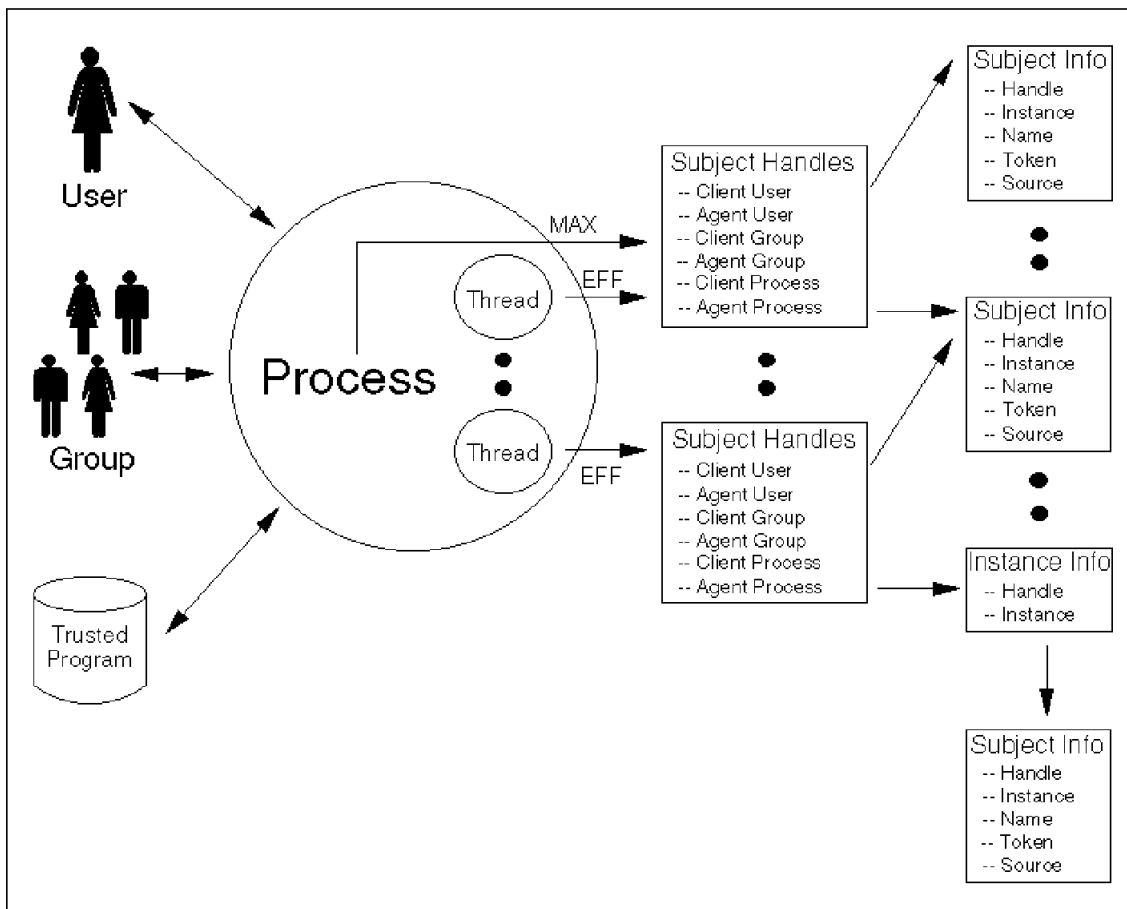 User
Group
Trusted
Program
Process
Thread
Thread
MAX
EFF
EFF
Subject Handles
-- Client User
-- Agent User
-- Client Group
-- Agent Group
-- Client Process
-- Agent Process
Subject Handles
-- Client User
-- Agent User
-- Client Group
-- Agent Group
-- Client Process
-- Agent Process
Subject Info
-- Handle
-- Instance
-- Name
-- Token
-- Source
Subject Info
-- Handle
-- Instance
-- Name
-- Token
-- Source
Instance Info
-- Handle
-- Instance
Subject Info
-- Handle
-- Instance
-- Name
-- Token
-- Source